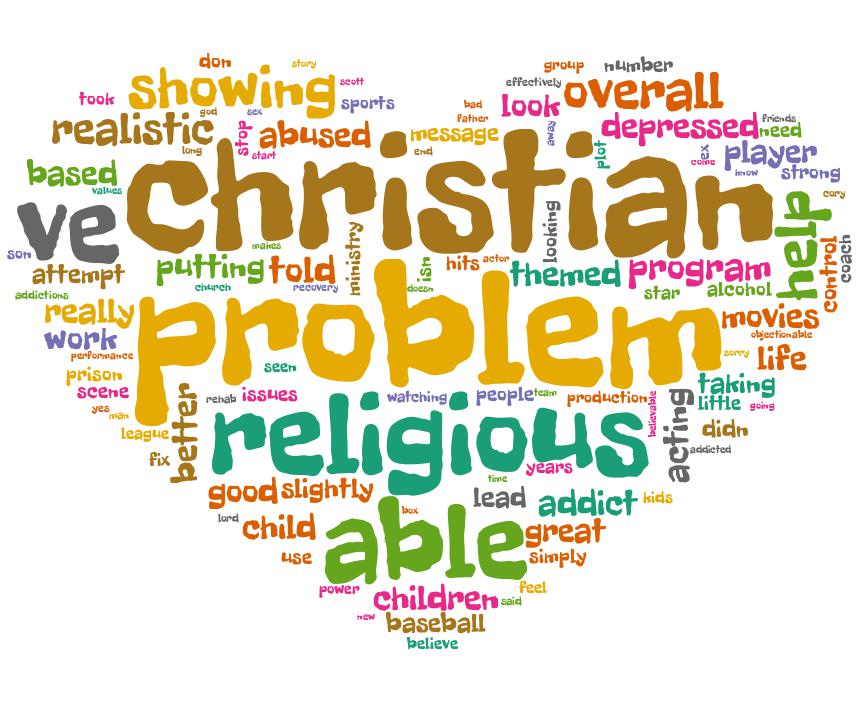 don
story
group
number
showing
scott
effectively
overall
took
god
sex
sports
look
bad
realistic
stop
abused
message
father
away
depressed
friends
need
long
start
end
plot
ex
come
player
know
strong
based
values
christian
cory
ve
help
son
makes
ministry
looking
control
coach
attempt
putting
told
isn
hits
actor
themed
program
addictions
church
recovery
doesn
star
alcohol
really
problem
movies
objectionable
work
performance
seen
sorry
life
prison
scene
better
rehab
issues
watching
people
team
production
believable
acting
taking
little
going
yes
man
league
religious
didn
addicted
fix
time
years
good
slightly
lead
addict
kids
lord
child
box
able
great
use
simply
power
children
said
feel
new
baseball
believe